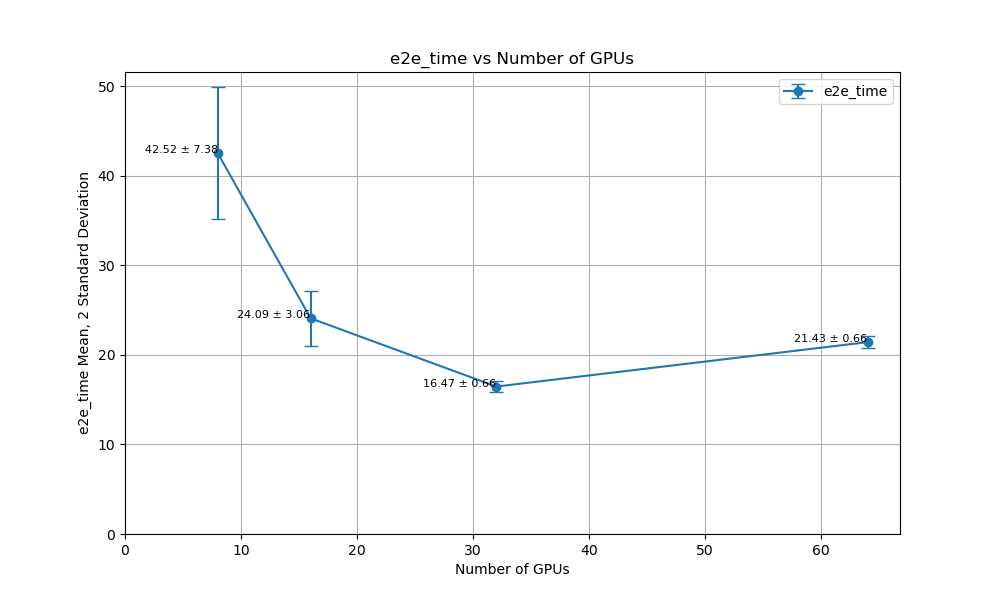 e2e_time vs Number of GPUs
e2e_time
50
40
30
20
10
0
e2e_time Mean, 2 Standard Deviation
42.52 ± 7.38
24.09 ± 3.06
16.47 ± 0.66
21.43 ± 0.66
0 10 20 30 40 50 60
Number of GPUs